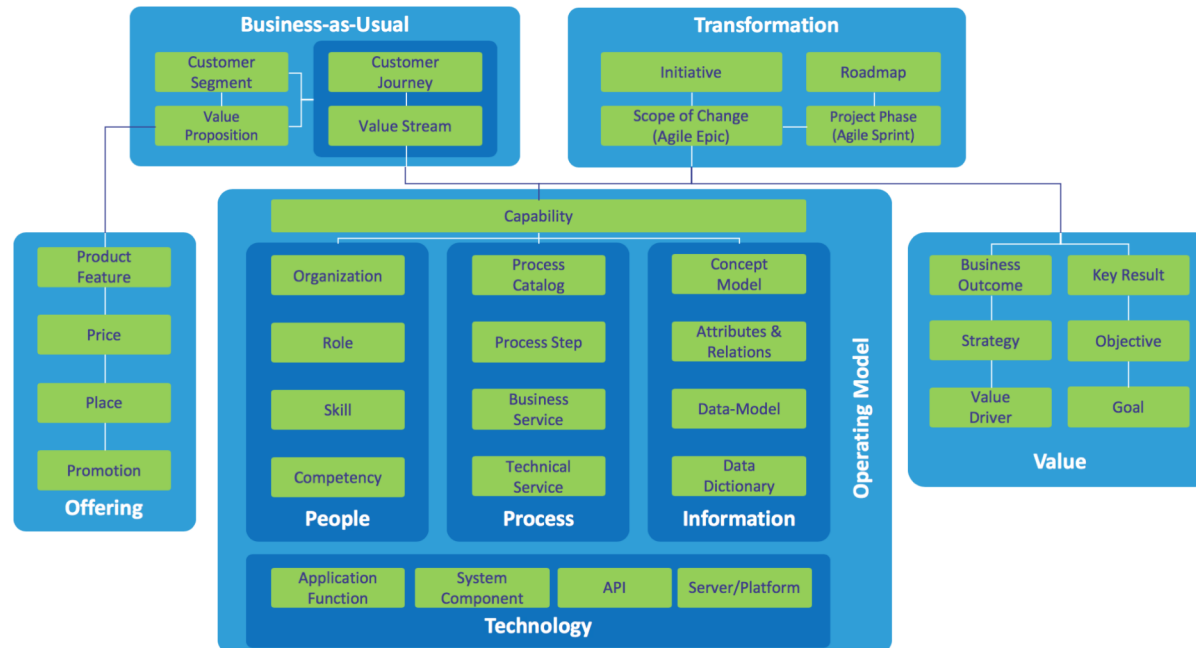 Business-as-Usual
Customer
Segment
Customer
Journey
Value
Proposition
Value Stream
Transformation
Initiative
Roadmap
Scope of Change
(Agile Epic)
Project Phase
(Agile Sprint)
Product
Feature
Price
Place
Promotion
Offering
Capability
Organization
Role
Skill
Competency
People
Process
Catalog
Process Step
Business
Service
Technical
Service
Process
Concept
Model
Attributes &
Relations
Data-Model
Data
Dictionary
Information
Operating Model
Application
Function
System
Component
API
Server/Platform
Technology
Business
Outcome
Key Result
Strategy
Objective
Value
Driver
Goal
Value